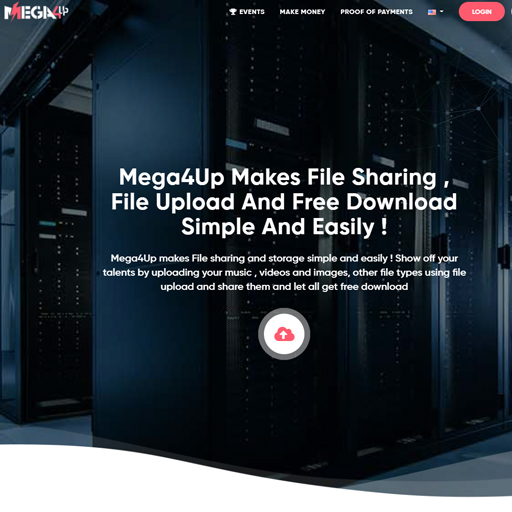 MEGA4UP
EVENTS
MAKE MONEY
PROOF OF PAYMENTS
LOGIN
Mega4Up Makes File Sharing ,
File Upload And Free Download
Simple And Easily !
Mega4Up makes File sharing and storage simple and easily ! Show off your
talents by uploading your music , videos and images, other file types using file
upload and share them and let all get free download